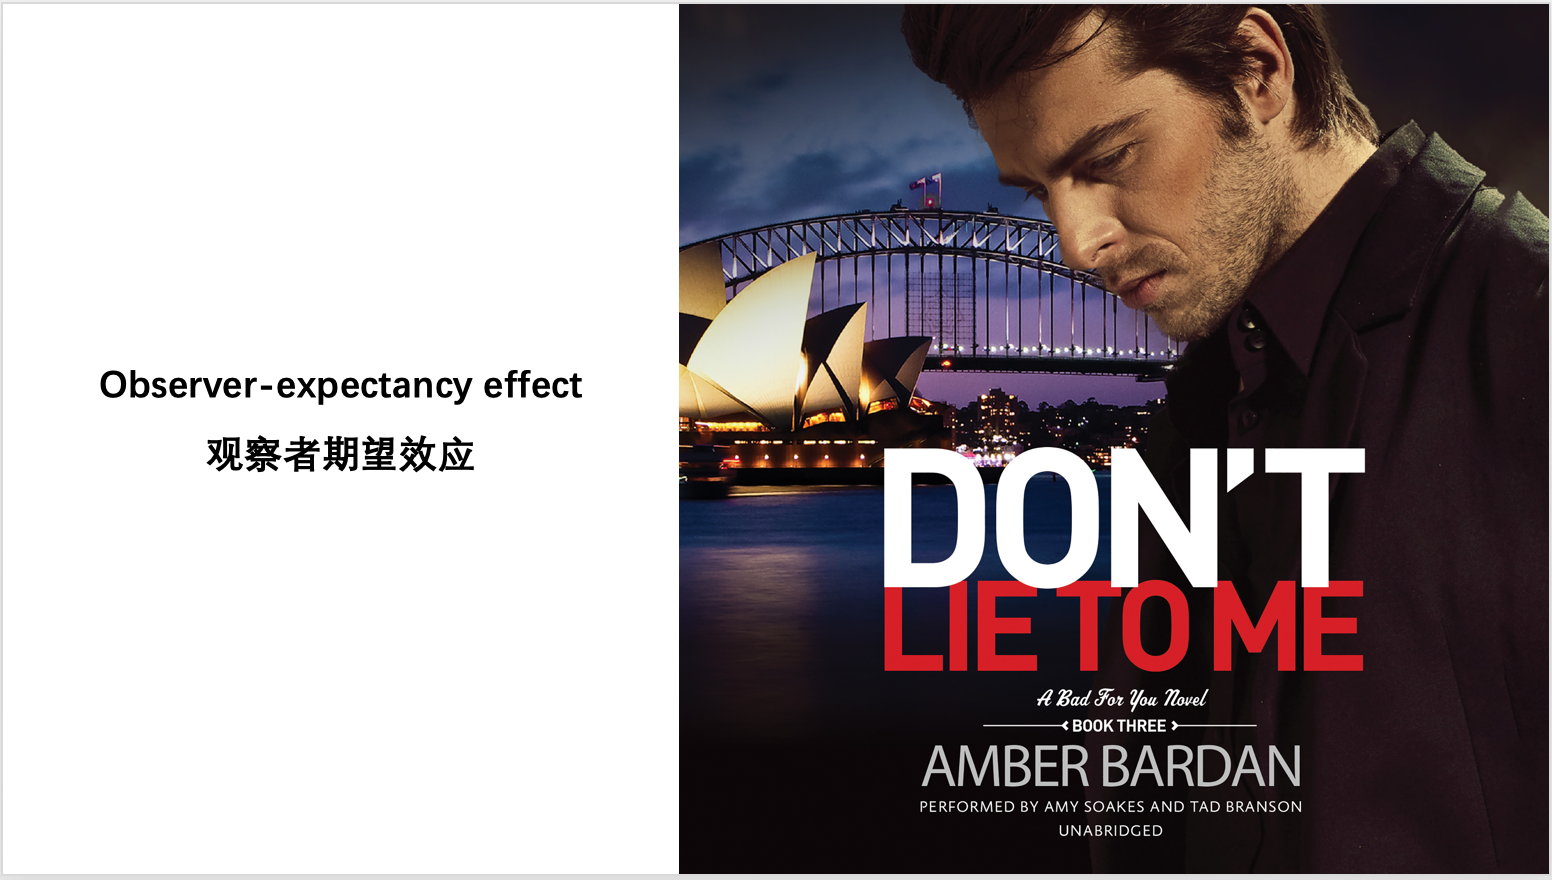 Observer-expectancy effect
观察者期望效应
DON'T
LIE TO ME
A Bad For You Novel
BOOK THREE
AMBER BARDAN
PERFORMED BY AMY SOAKES AND TAD BRANSON
UNABRIDGED